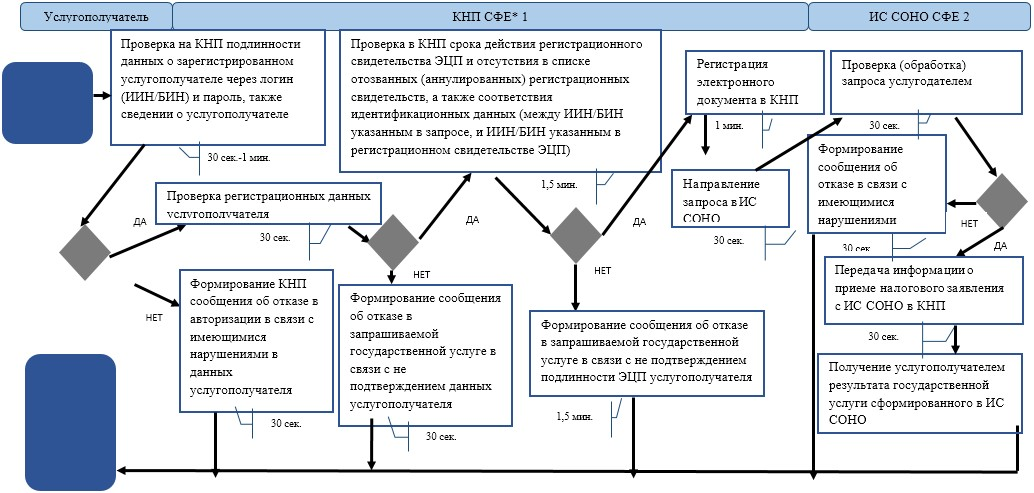 Услугополучатель
КНП СФЕ* 1
ИС СОНО СФЕ 2
Проверка на КНП подлинности
данных о зарегистрированном
услугополучателе через логин
(ИИН/БИН) и пароль, также
сведении о услугополучателе
30 сек.-1 мин.
Проверка в КНП срока действия регистрационного
свидетельства ЭЦП и отсутствия в списке
отозванных (аннулированных) регистрационных
свидетельств, а также соответствия
идентификационных данных (между ИИН/БИН
указанным в запросе, и ИИН/БИН указанным в
регистрационном свидетельстве ЭЦП)
1,5 мин.
Регистрация
электронного
документа в КНП
1 мин.
Проверка (обработка)
запроса услугодателем
30 сек.
Формирование
сообщения об
отказе в связи с
имеющимися
нарушениями
30 сек.
Направление
запроса в ИС
СОНО
30 сек.
Проверка регистрационных данных
услугополучателя
30 сек.
ДА
ДА
ДА
НЕТ
ДА
НЕТ
НЕТ
НЕТ
Формирование КНП
сообщения об отказе в
авторизации в связи с
имеющимися
нарушениями в
данных
услугополучателя
30 сек.
Формирование сообщения
об отказе в
запрашиваемой
государственной услуге в
связи с не
подтверждением данных
услугополучателя
30 сек.
Формирование сообщения об отказе
в запрашиваемой государственной
услуге в связи с не подтверждением
подлинности ЭЦП услугополучателя
1,5 мин.
Передача информации о
приеме налогового заявления
с ИС СОНО в КНП
30 сек.
Получение услугополучателем
результата государственной
услуги сформированного в ИС
СОНО